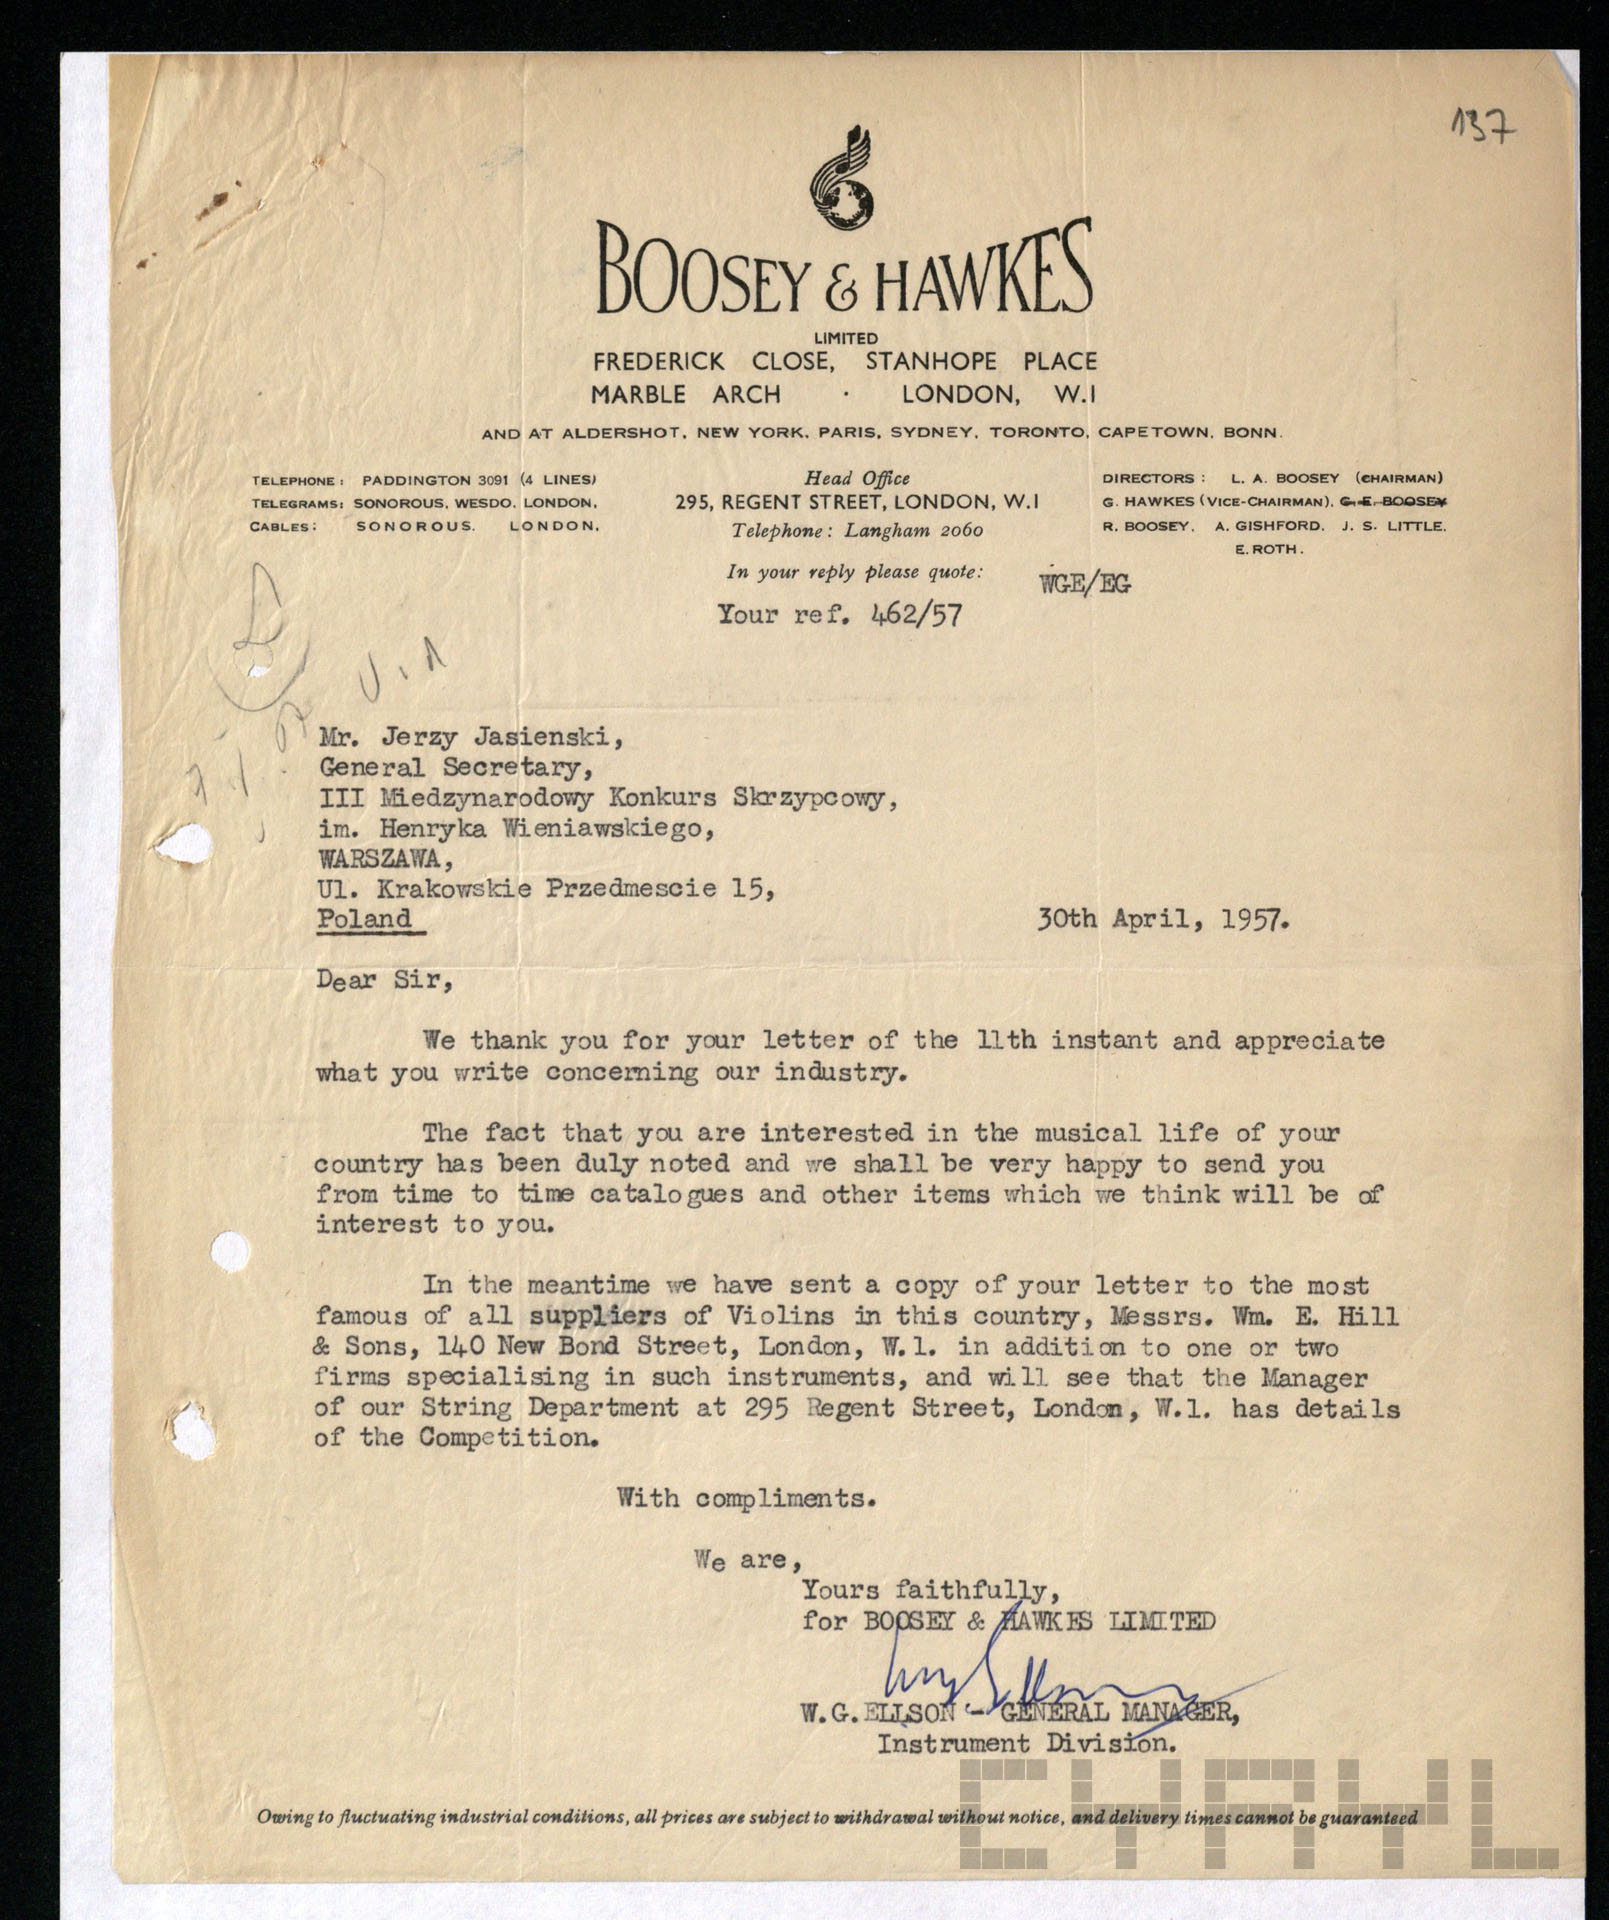 137
BOOSEY & HAWKES
LIMITED
FREDERICK CLOSE, STANHOPE PLACE
MARBLE ARCH · LONDON, W.1
AND AT ALDERSHOT, NEW YORK, PARIS, SYDNEY, TORONTO, CAPETOWN, BONN.
TELEPHONE: PADDINGTON 3091 (4 LINES)
TELEGRAMS: SONOROUS, WESDO, LONDON.
CABLES: SONOROUS. LONDON.
Head Office
295, REGENT STREET, LONDON, W.1
Telephone: Langham 2060
DIRECTORS: L. A. BOOSEY (CHAIRMAN)
G. HAWKES (VICE-CHAIRMAN), G. E. BOOSEY
R. BOOSEY. A. GISHFORD. J. S. LITTLE.
E. ROTH.
In your reply please quote: WGE/EG
Your ref. 462/57
Mr. Jerzy Jasienski,
General Secretary,
III Miedzynarodowy Konkurs Skrzypcowy,
im. Henryka Wieniawskiego,
WARSZAWA,
Ul. Krakowskie Przedmescie 15,
Poland
30th April, 1957.
Dear Sir,
We thank you for your letter of the 11th instant and appreciate
what you write concerning our industry.
The fact that you are interested in the musical life of your
country has been duly noted and we shall be very happy to send you
from time to time catalogues and other items which we think will be of
interest to you.
In the meantime we have sent a copy of your letter to the most
famous of all suppliers of Violins in this country, Messrs. Wm. E. Hill
& Sons, 140 New Bond Street, London, W.1. in addition to one or two
firms specialising in such instruments, and will see that the Manager
of our String Department at 295 Regent Street, London, W.1. has details
of the Competition.
With compliments.
We are,
Yours faithfully,
for BOOSEY & HAWKES LIMITED
W.G.ELLSON - GENERAL MANAGER,
Instrument Division.
Owing to fluctuating industrial conditions, all prices are subject to withdrawal without notice, and delivery times cannot be guaranteed